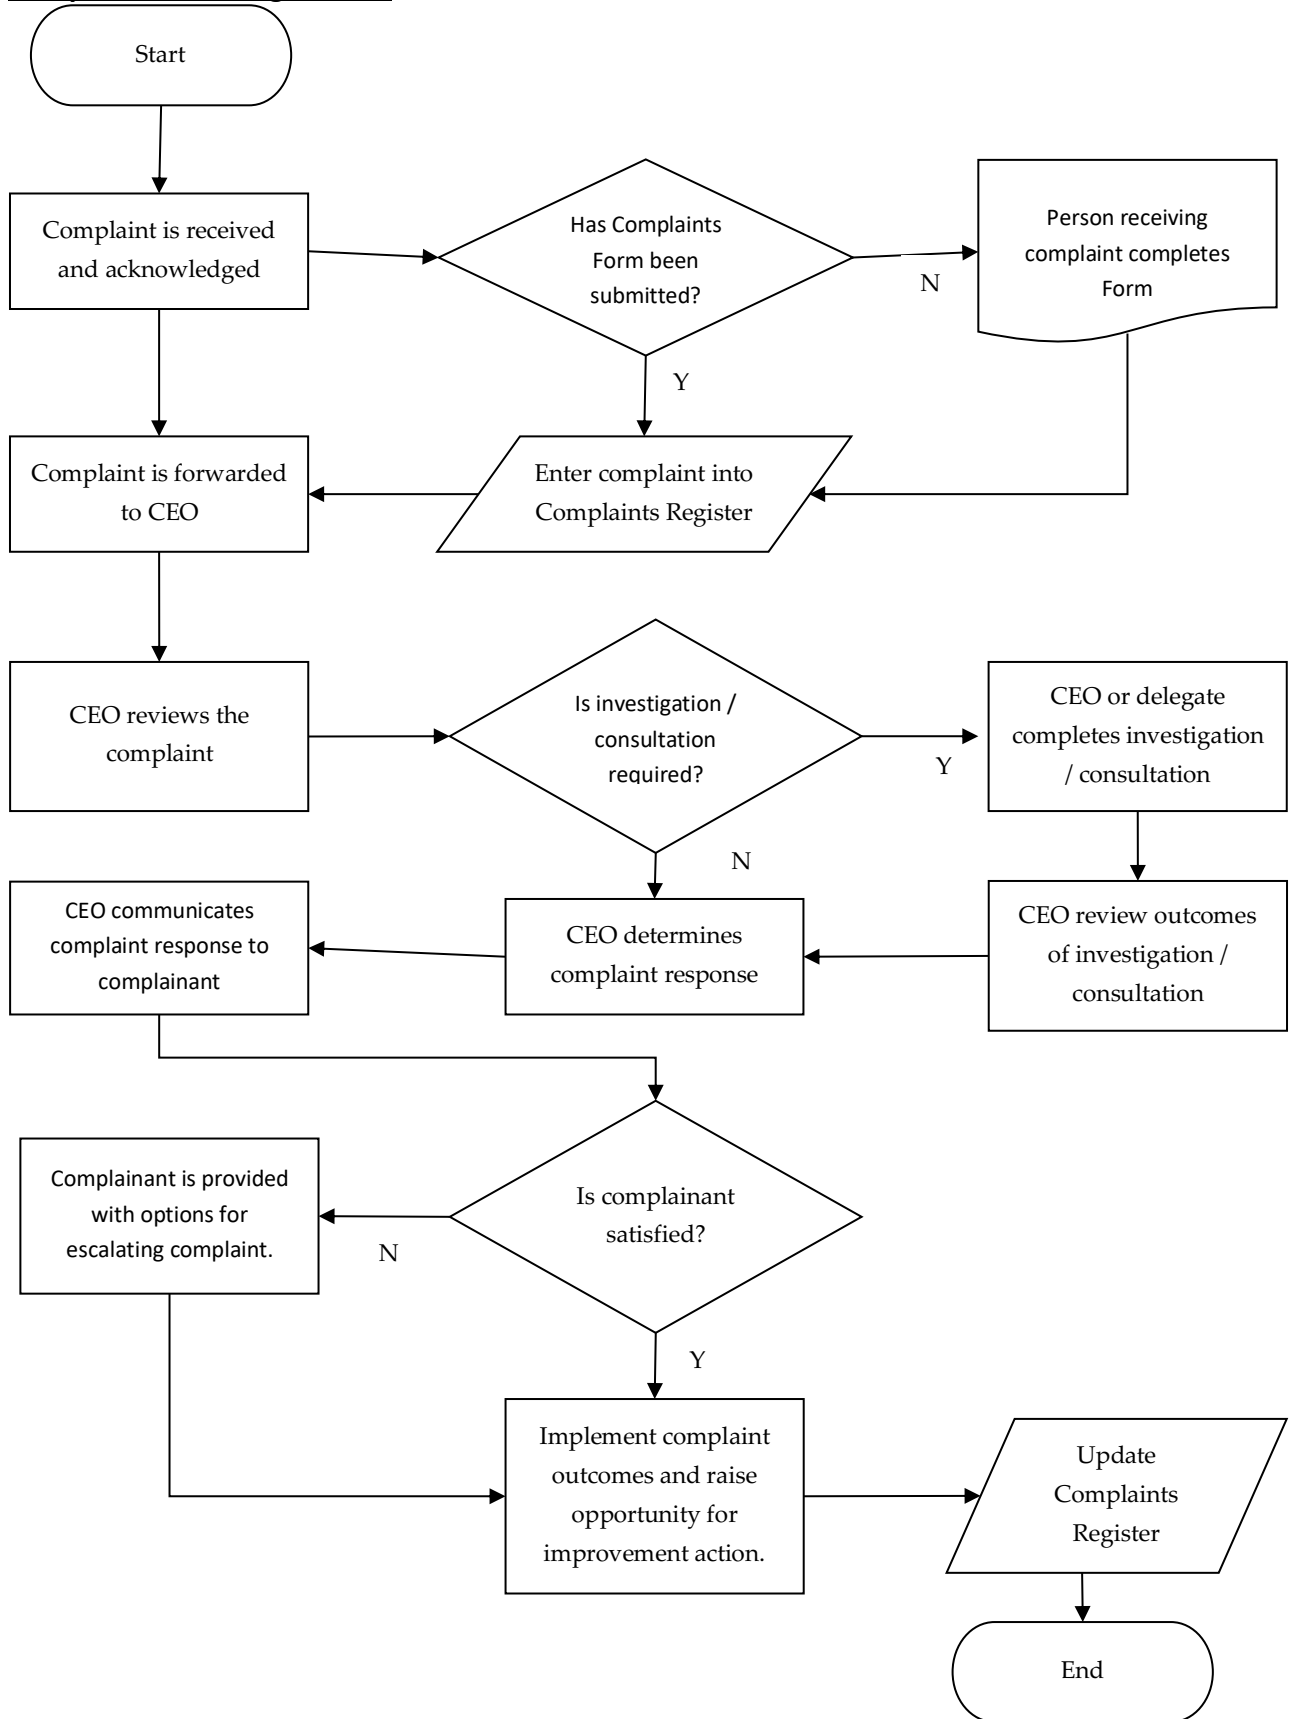 Start
Complaint is received
and acknowledged
Has Complaints
Form been
submitted?
N
Person receiving
complaint completes
Form
Y
Complaint is forwarded
to CEO
Enter complaint into
Complaints Register
CEO reviews the
complaint
Is investigation /
consultation
required?
Y
CEO or delegate
completes investigation
/ consultation
N
CEO communicates
complaint response to
complainant
CEO determines
complaint response
CEO review outcomes
of investigation /
consultation
Complainant is provided
with options for
escalating complaint.
N
Is complainant
satisfied?
Y
Implement complaint
outcomes and raise
opportunity for
improvement action.
Update
Complaints
Register
End